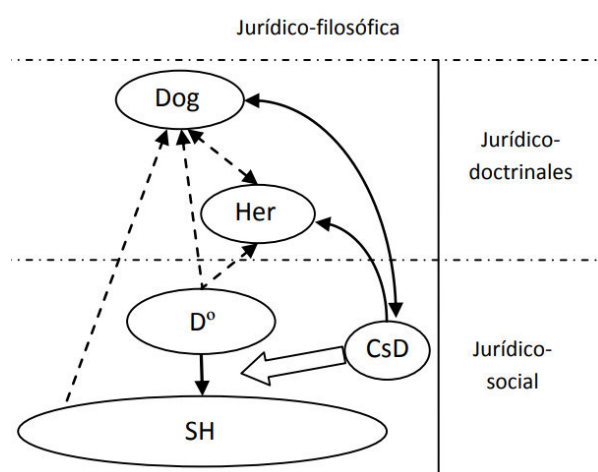 Jurídico-filosófica
Dog
Jurídico-
doctrinales
Her
Dº
CsD
Jurídico-
social
SH